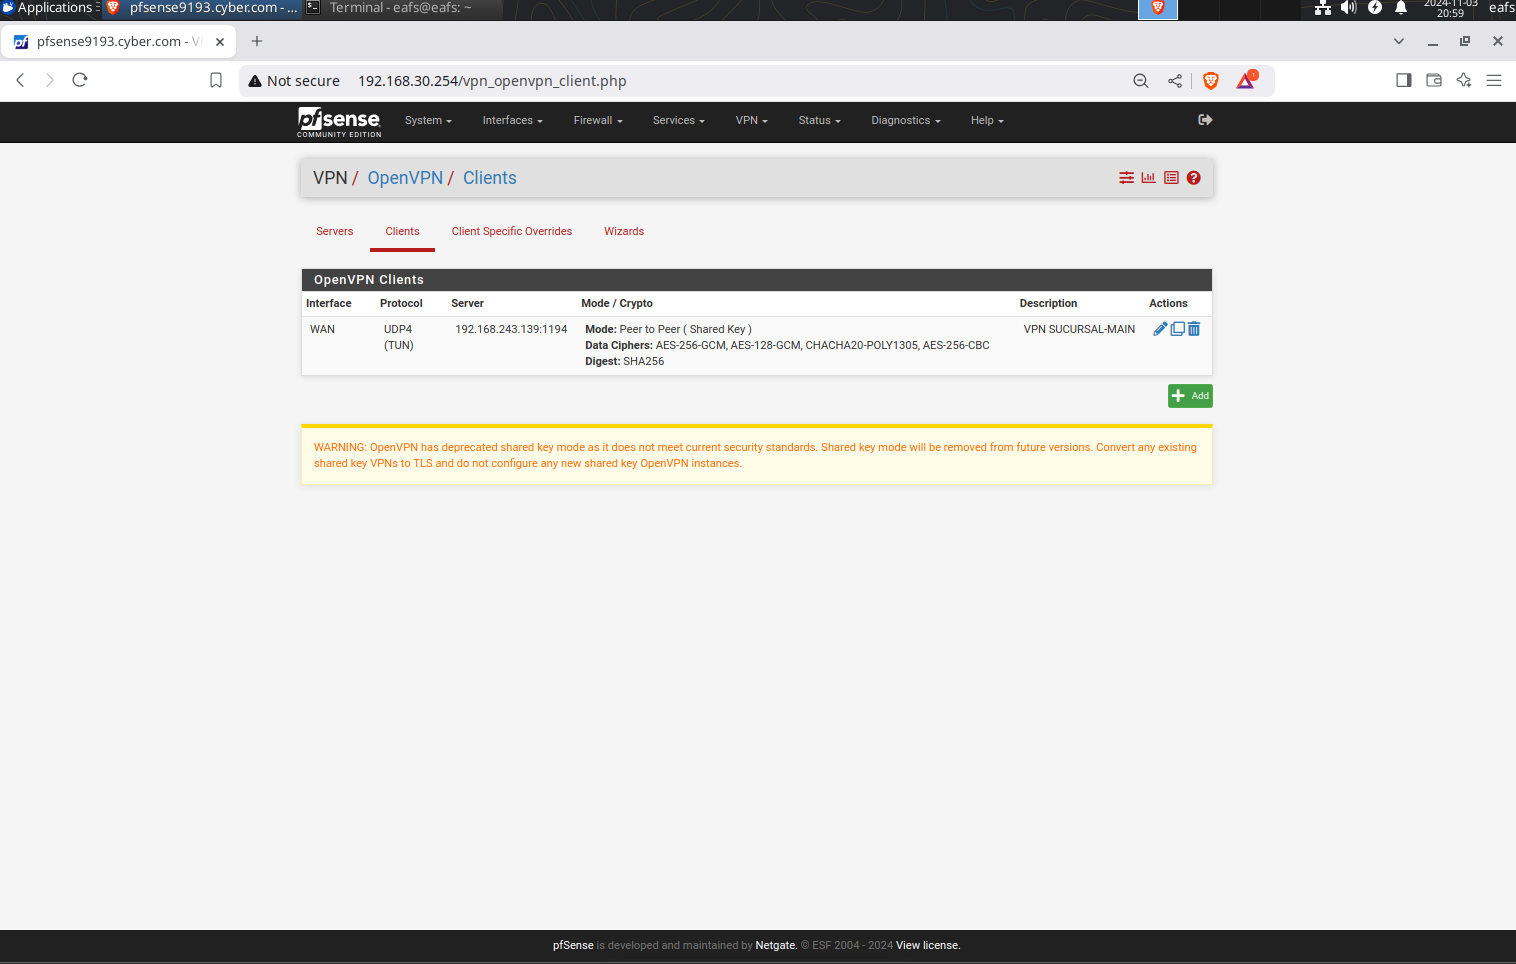 Applications
pfsense9193.cyber.com - ...
Terminal - eafs@eafs: ~
2024-11-03
20:59
eafs
pfsense9193.cyber.com - V
Not secure
192.168.30.254/vpn_openvpn_client.php
pfsense
COMMUNITY EDITION
System
Interfaces
Firewall
Services
VPN
Status
Diagnostics
Help
VPN / OpenVPN / Clients
Servers
Clients
Client Specific Overrides
Wizards
OpenVPN Clients
Interface Protocol Server Mode / Crypto Description Actions
WAN UDP4 192.168.243.139:1194 Mode: Peer to Peer ( Shared Key ) VPN SUCURSAL-MAIN
(TUN) Data Ciphers: AES-256-GCM, AES-128-GCM, CHACHA20-POLY1305, AES-256-CBC
Digest: SHA256
Add
WARNING: OpenVPN has deprecated shared key mode as it does not meet current security standards. Shared key mode will be removed from future versions. Convert any existing
shared key VPNs to TLS and do not configure any new shared key OpenVPN instances.
pfSense is developed and maintained by Netgate. © ESF 2004 - 2024 View license.